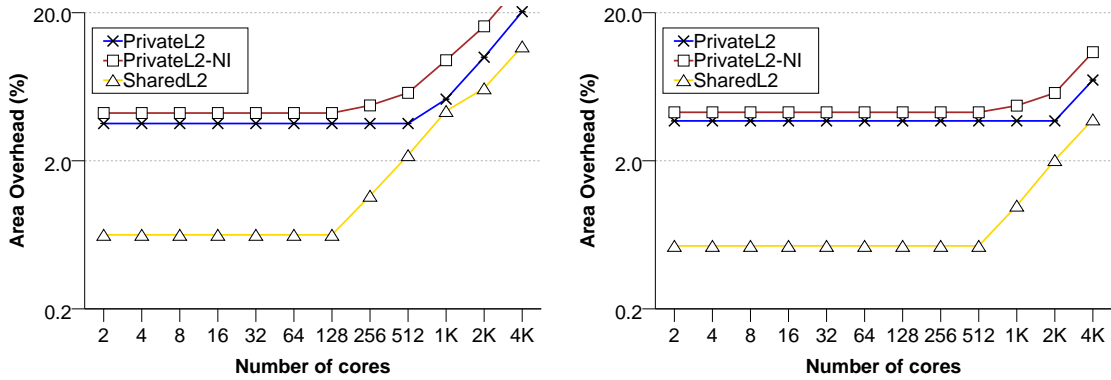 20.0
PrivateL2
PrivateL2-NI
SharedL2
2.0
0.2
Area Overhead (%)
2 4 8 16 32 64 128 256 512 1K 2K 4K
Number of cores
20.0
PrivateL2
PrivateL2-NI
SharedL2
2.0
0.2
Area Overhead (%)
2 4 8 16 32 64 128 256 512 1K 2K 4K
Number of cores